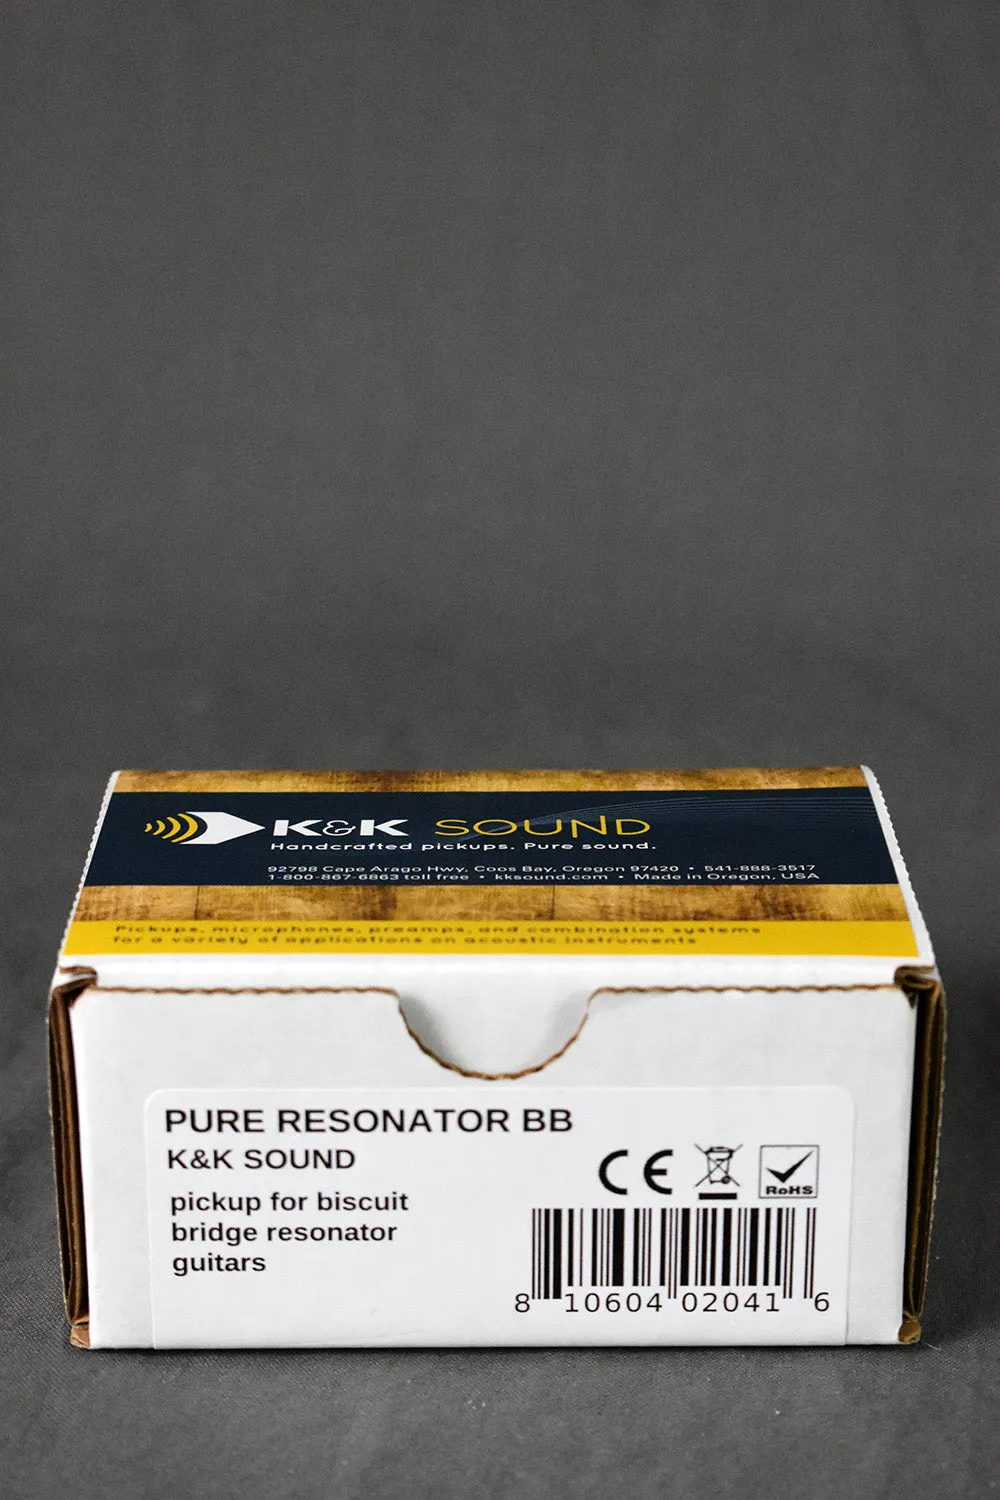 K&K SOUND
Handcrafted pickups. Pure sound.
92798 Cape Arago Hwy, Coos Bay, Oregon 97420 • 541-888-3517
1-800-867-6863 toll free • kksound.com • Made in Oregon, USA
Pickups, microphones, preamps, and combination systems
for a variety of applications on acoustic instruments
PURE RESONATOR BB
K&K SOUND
pickup for biscuit
bridge resonator
guitars
CE
RoHS
8 10604 02041 6